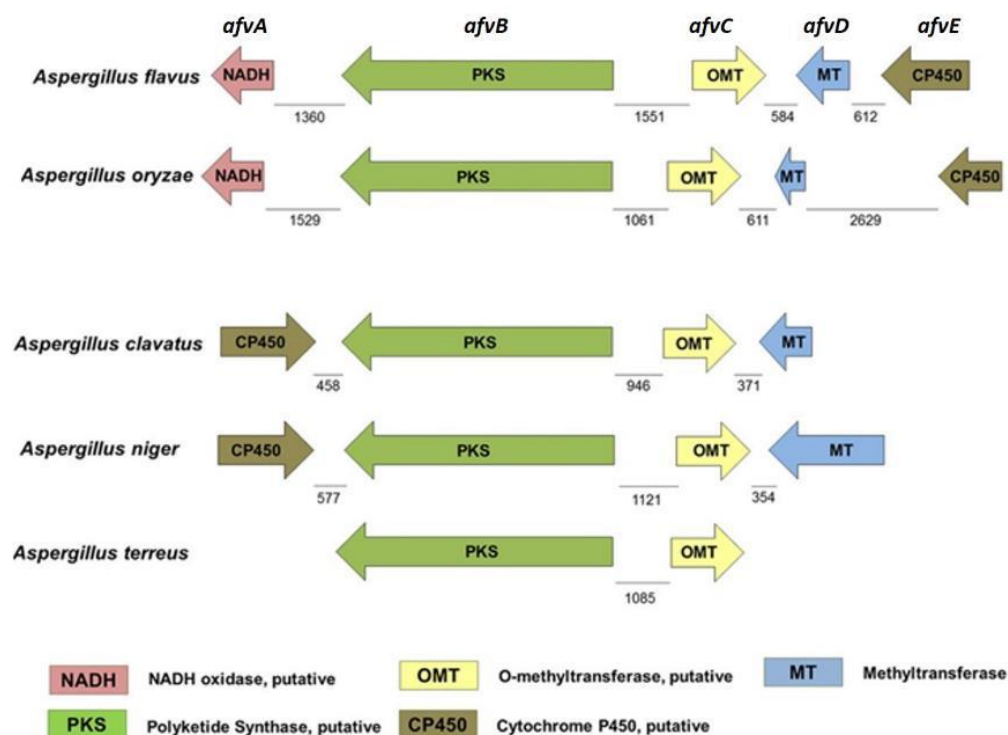 afvA afvB afvC afvD afvE
Aspergillus flavus NADH PKS OMT MT CP450
1360 1551 584 612
Aspergillus oryzae NADH PKS OMT MT CP450
1529 1061 611 2629
Aspergillus clavatus CP450 PKS OMT MT
458 946 371
Aspergillus niger CP450 PKS OMT MT
577 1121 354
Aspergillus terreus PKS OMT
1085
NADH NADH oxidase, putative OMT O-methyltransferase, putative MT Methyltransferase
PKS Polyketide Synthase, putative CP450 Cytochrome P450, putative